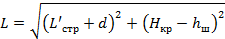 L = √((L′стр + d)² + (Hкр − hш)²)